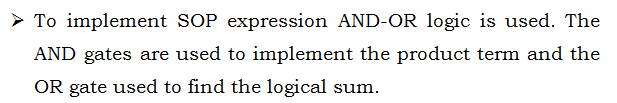 ➢ To implement SOP expression AND-OR logic is used. The
AND gates are used to implement the product term and the
OR gate used to find the logical sum.